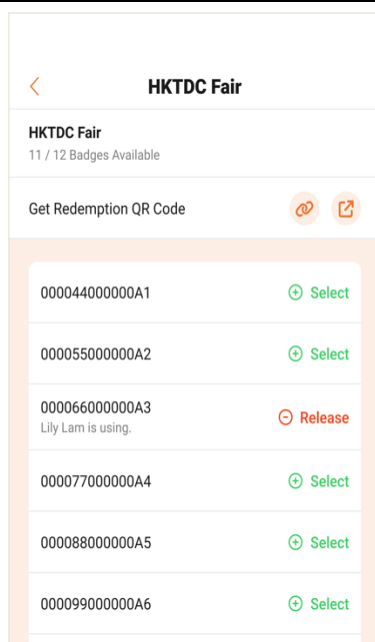 HKTDC Fair
HKTDC Fair
11 / 12 Badges Available
Get Redemption QR Code
000044000000A1 Select
000055000000A2 Select
000066000000A3 Release
Lily Lam is using.
000077000000A4 Select
000088000000A5 Select
000099000000A6 Select